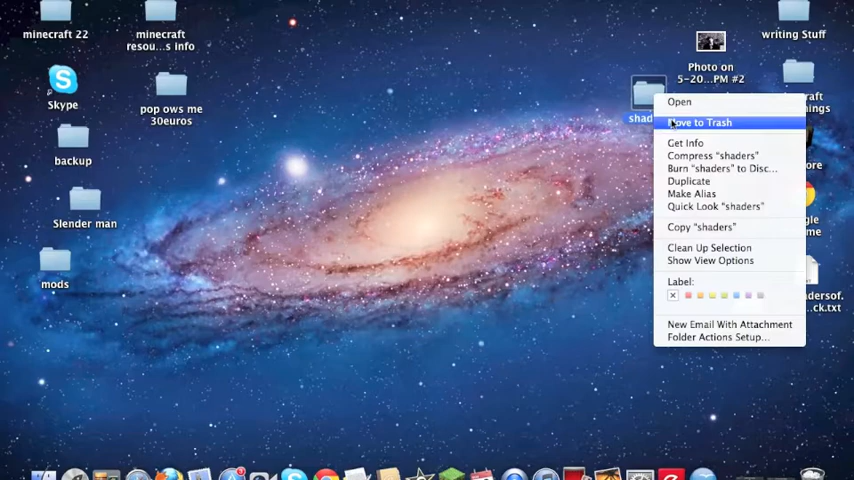 minecraft 22
minecraft
resou...s info
Photo on
5-20...PM #2
writing Stuff
Skype
pop ows me
30euros
backup
Slender man
mods
Open
Move to Trash
Get Info
Compress “shaders”
Burn “shaders” to Disc...
Duplicate
Make Alias
Quick Look “shaders”
Copy “shaders”
Clean Up Selection
Show View Options
Label:
New Email With Attachment
Folder Actions Setup...